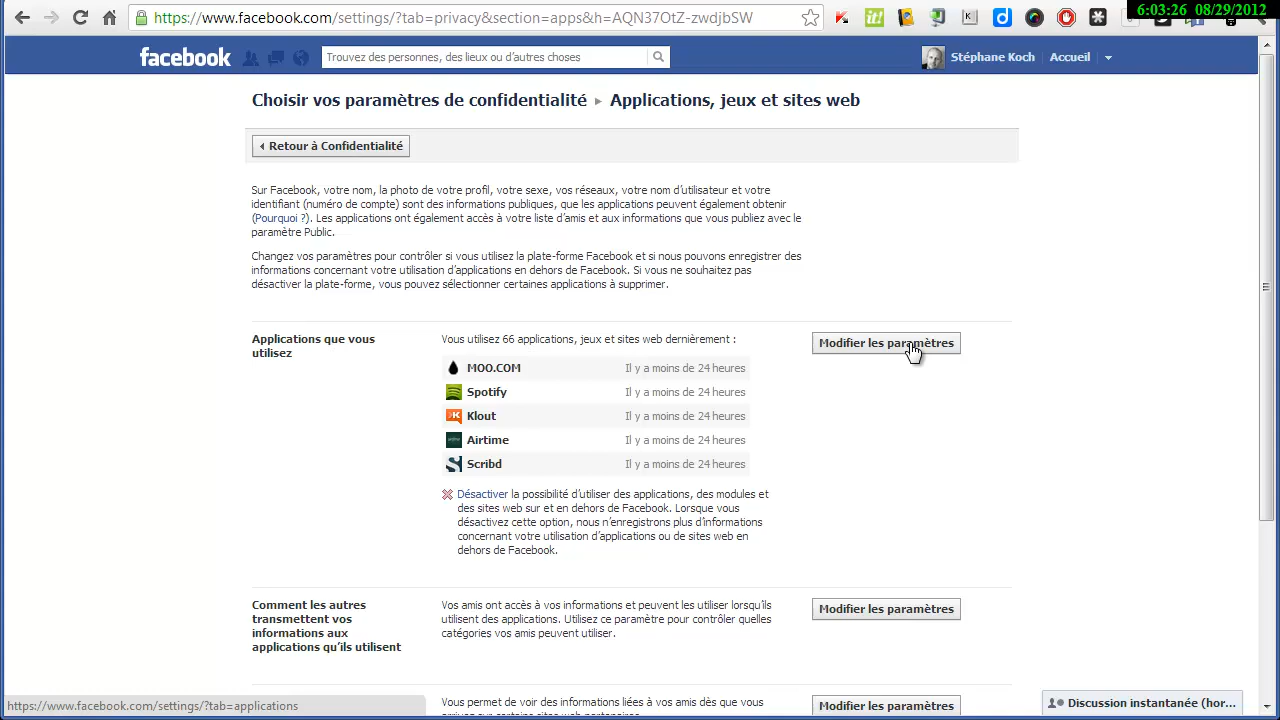 6:03:26 08/29/2012
https://www.facebook.com/settings/?tab=privacy&section=apps&h=AQN37OtZ-zwdjbSW
facebook
Trouvez des personnes, des lieux ou d'autres choses
Stéphane Koch
Accueil
Choisir vos paramètres de confidentialité ▸ Applications, jeux et sites web
Retour à Confidentialité
Sur Facebook, votre nom, la photo de votre profil, votre sexe, vos réseaux, votre nom d'utilisateur et votre
identifiant (numéro de compte) sont des informations publiques, que les applications peuvent également obtenir
(Pourquoi ?). Les applications ont également accès à votre liste d'amis et aux informations que vous publiez avec le
paramètre Public.
Changez vos paramètres pour contrôler si vous utilisez la plate-forme Facebook et si nous pouvons enregistrer des
informations concernant votre utilisation d'applications en dehors de Facebook. Si vous ne souhaitez pas
désactiver la plate-forme, vous pouvez sélectionner certaines applications à supprimer.
Applications que vous
utilisez
Vous utilisez 66 applications, jeux et sites web dernièrement :
Modifier les paramètres
MOO.COM Il y a moins de 24 heures
Spotify Il y a moins de 24 heures
Klout Il y a moins de 24 heures
Airtime Il y a moins de 24 heures
Scribd Il y a moins de 24 heures
Désactiver la possibilité d'utiliser des applications, des modules et
des sites web sur et en dehors de Facebook. Lorsque vous
désactivez cette option, nous n'enregistrons plus d'informations
concernant votre utilisation d'applications ou de sites web en
dehors de Facebook.
Comment les autres
transmettent vos
informations aux
applications qu'ils utilisent
Vos amis ont accès à vos informations et peuvent les utiliser lorsqu'ils
utilisent des applications. Utilisez ce paramètre pour contrôler quelles
catégories vos amis peuvent utiliser.
Modifier les paramètres
Vous permet de voir des informations liées à vos amis dès que vous
Modifier les paramètres
https://www.facebook.com/settings/?tab=applications
Discussion instantanée (hor...